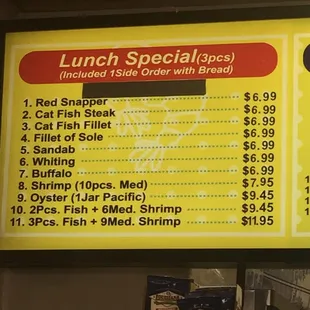 Lunch Special(3pcs)
(Included 1Side Order with Bread)
1. Red Snapper $6.99
2. Cat Fish Steak $6.99
3. Cat Fish Fillet $6.99
4. Fillet of Sole $6.99
5. Sandab $6.99
6. Whiting $6.99
7. Buffalo $6.99
8. Shrimp (10pcs. Med) $7.95
9. Oyster (1Jar Pacific) $9.45
10. 2Pcs. Fish + 6Med. Shrimp $9.45
11. 3Pcs. Fish + 9Med. Shrimp $11.95